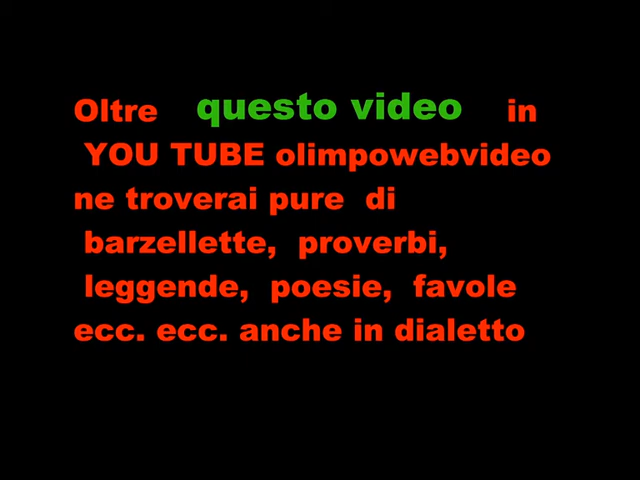 Oltre questo video in
YOU TUBE olimpowebvideo
ne troverai pure di
barzellette, proverbi,
leggende, poesie, favole
ecc. ecc. anche in dialetto